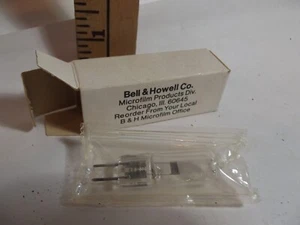 Bell & Howell Co.
Microfilm Products Div.
Chicago, Ill. 60645
Reorder From Your Local
B & H Microfilm Office